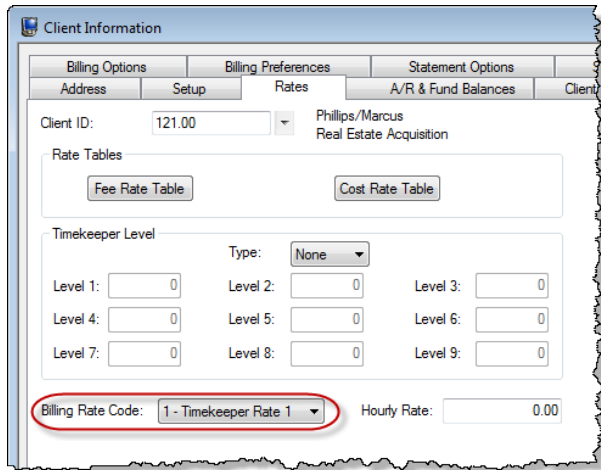 Client Information
Billing Options Billing Preferences Statement Options
Address Setup Rates A/R & Fund Balances Client
Client ID: 121.00 Phillips/Marcus
Real Estate Acquisition
Rate Tables
Fee Rate Table Cost Rate Table
Timekeeper Level
Type: None
Level 1: 0 Level 2: 0 Level 3: 0
Level 4: 0 Level 5: 0 Level 6: 0
Level 7: 0 Level 8: 0 Level 9: 0
Billing Rate Code: 1 - Timekeeper Rate 1 Hourly Rate: 0.00